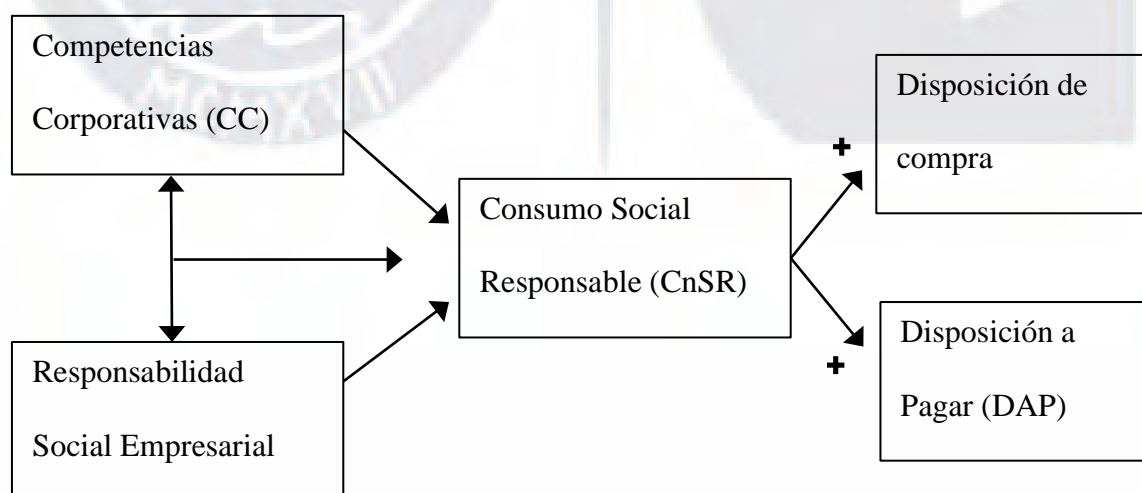 Competencias
Corporativas (CC)
Disposición de
compra
+
Consumo Social
Responsable (CnSR)
Disposición a
Pagar (DAP)
+
Responsabilidad
Social Empresarial